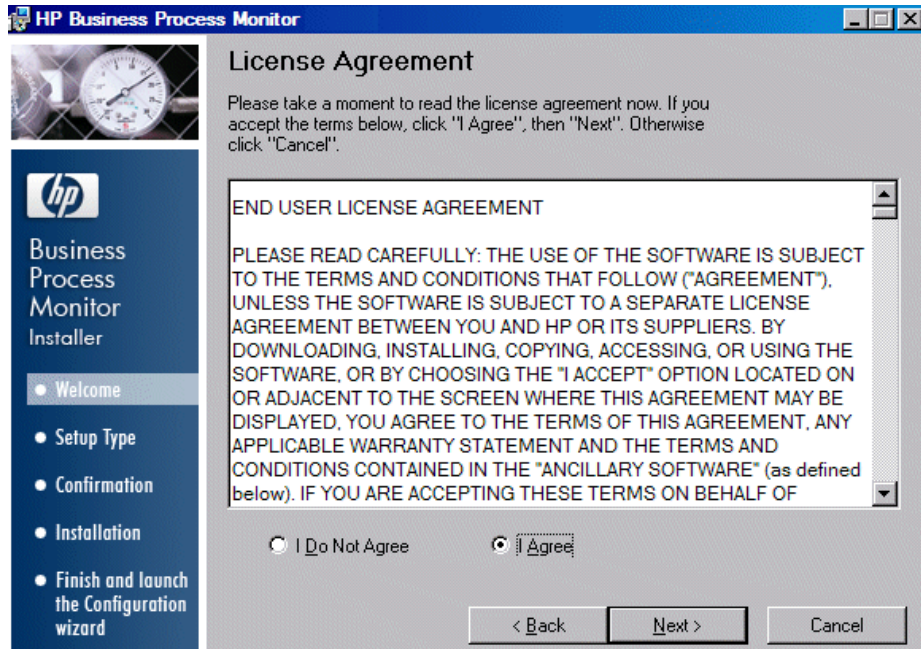 HP Business Process Monitor
hp
Business
Process
Monitor
Installer
Welcome
Setup Type
Confirmation
Installation
Finish and launch
the Configuration
wizard
License Agreement
Please take a moment to read the license agreement now. If you
accept the terms below, click "I Agree", then "Next". Otherwise
click "Cancel".
END USER LICENSE AGREEMENT
PLEASE READ CAREFULLY: THE USE OF THE SOFTWARE IS SUBJECT
TO THE TERMS AND CONDITIONS THAT FOLLOW ("AGREEMENT"),
UNLESS THE SOFTWARE IS SUBJECT TO A SEPARATE LICENSE
AGREEMENT BETWEEN YOU AND HP OR ITS SUPPLIERS. BY
DOWNLOADING, INSTALLING, COPYING, ACCESSING, OR USING THE
SOFTWARE, OR BY CHOOSING THE "I ACCEPT" OPTION LOCATED ON
OR ADJACENT TO THE SCREEN WHERE THIS AGREEMENT MAY BE
DISPLAYED, YOU AGREE TO THE TERMS OF THIS AGREEMENT, ANY
APPLICABLE WARRANTY STATEMENT AND THE TERMS AND
CONDITIONS CONTAINED IN THE "ANCILLARY SOFTWARE" (as defined
below). IF YOU ARE ACCEPTING THESE TERMS ON BEHALF OF
I Do Not Agree
I Agree
< Back
Next >
Cancel